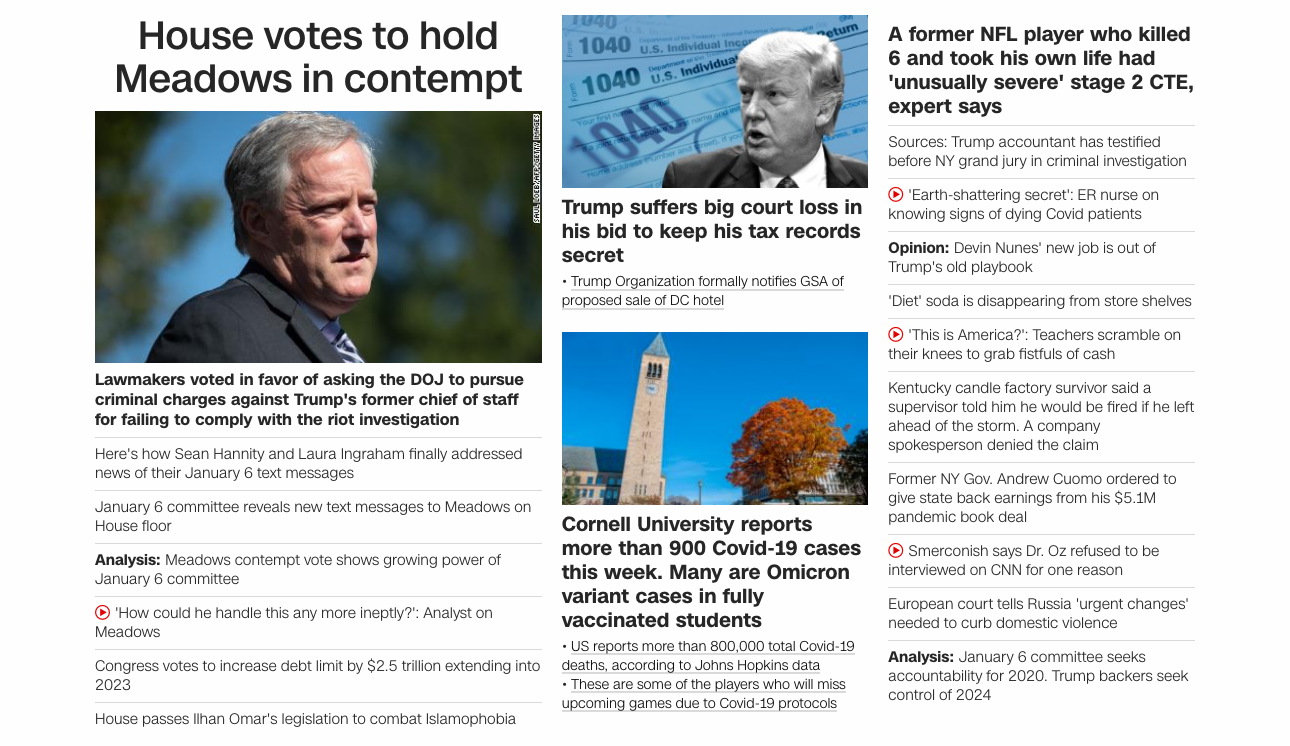 House votes to hold
Meadows in contempt
SAUL LOEB/AFP/GETTY IMAGES
Lawmakers voted in favor of asking the DOJ to pursue
criminal charges against Trump's former chief of staff
for failing to comply with the riot investigation
Here's how Sean Hannity and Laura Ingraham finally addressed
news of their January 6 text messages
January 6 committee reveals new text messages to Meadows on
House floor
Analysis: Meadows contempt vote shows growing power of
January 6 committee
'How could he handle this any more ineptly?': Analyst on
Meadows
Congress votes to increase debt limit by $2.5 trillion extending into
2023
House passes Ilhan Omar's legislation to combat Islamophobia
Form 1040 U.S. Individual Income Return
1040 U.S. Individual
1040
Trump suffers big court loss in
his bid to keep his tax records
secret
• Trump Organization formally notifies GSA of
proposed sale of DC hotel
Cornell University reports
more than 900 Covid-19 cases
this week. Many are Omicron
variant cases in fully
vaccinated students
• US reports more than 800,000 total Covid-19
deaths, according to Johns Hopkins data
• These are some of the players who will miss
upcoming games due to Covid-19 protocols
A former NFL player who killed
6 and took his own life had
'unusually severe' stage 2 CTE,
expert says
Sources: Trump accountant has testified
before NY grand jury in criminal investigation
'Earth-shattering secret': ER nurse on
knowing signs of dying Covid patients
Opinion: Devin Nunes' new job is out of
Trump's old playbook
'Diet' soda is disappearing from store shelves
'This is America?': Teachers scramble on
their knees to grab fistfuls of cash
Kentucky candle factory survivor said a
supervisor told him he would be fired if he left
ahead of the storm. A company
spokesperson denied the claim
Former NY Gov. Andrew Cuomo ordered to
give state back earnings from his $5.1M
pandemic book deal
Smerconish says Dr. Oz refused to be
interviewed on CNN for one reason
European court tells Russia 'urgent changes'
needed to curb domestic violence
Analysis: January 6 committee seeks
accountability for 2020. Trump backers seek
control of 2024